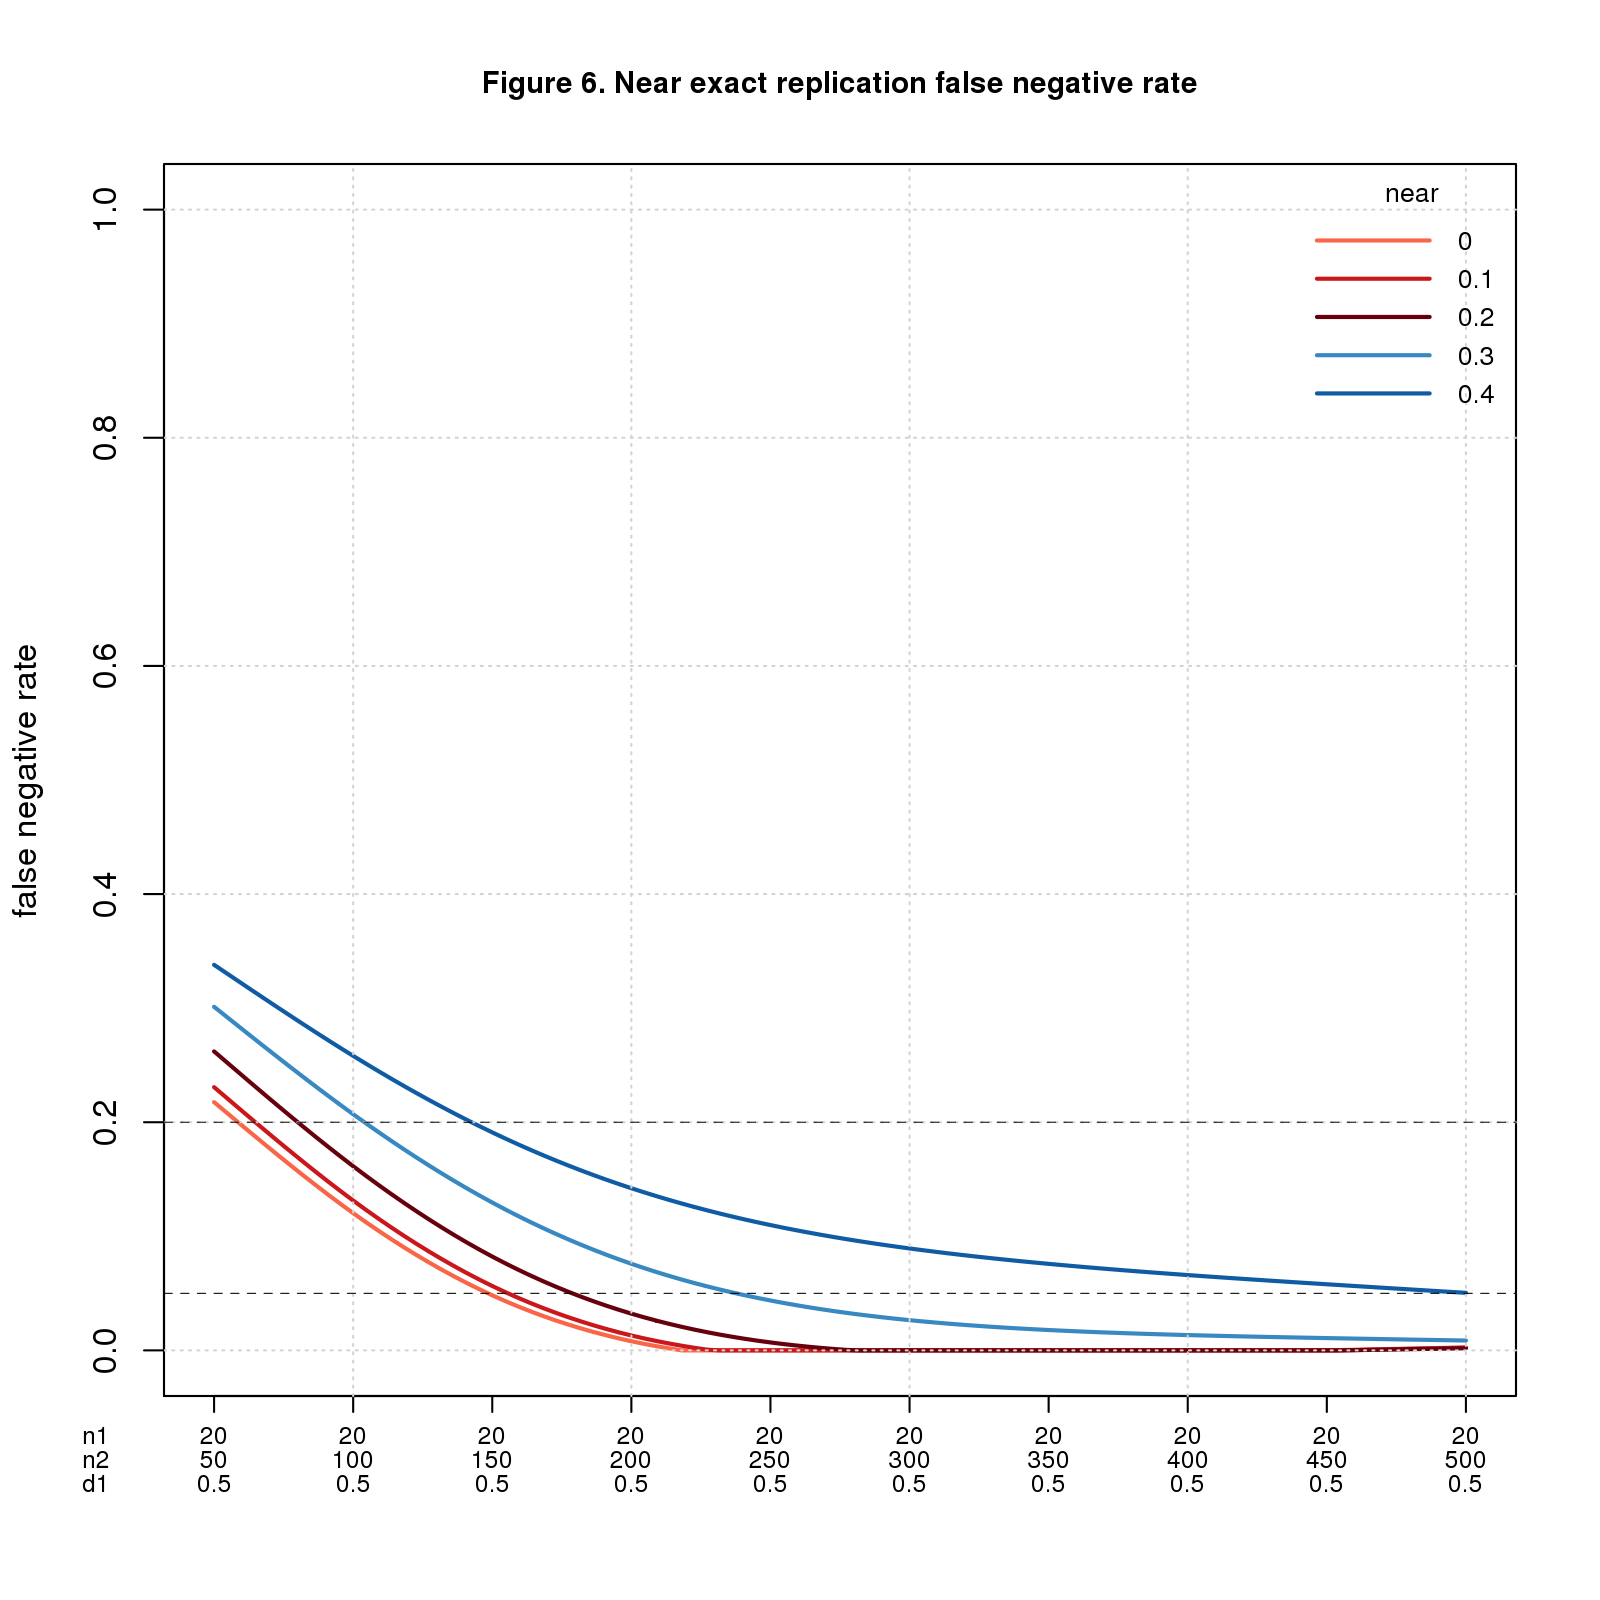 Figure 6. Near exact replication false negative rate
near
0
0.1
0.2
0.3
0.4
1.0
0.8
0.6
0.4
0.2
0.0
false negative rate
n1 20 20 20 20 20 20 20 20 20 20
n2 50 100 150 200 250 300 350 400 450 500
d1 0.5 0.5 0.5 0.5 0.5 0.5 0.5 0.5 0.5 0.5